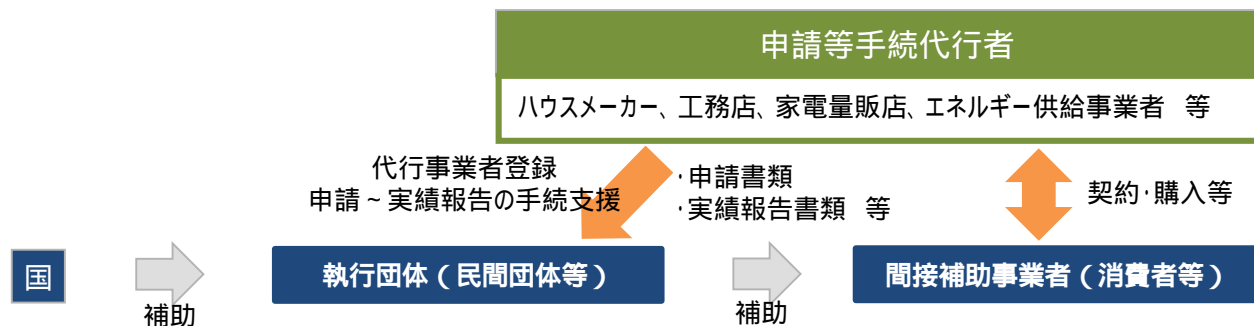 申請等手続代行者
ハウスメーカー、工務店、家電量販店、エネルギー供給事業者 等
代行事業者登録
申請~実績報告の手続支援
・申請書類
・実績報告書類 等
契約・購入等
国
補助
執行団体(民間団体等)
補助
間接補助事業者(消費者等)